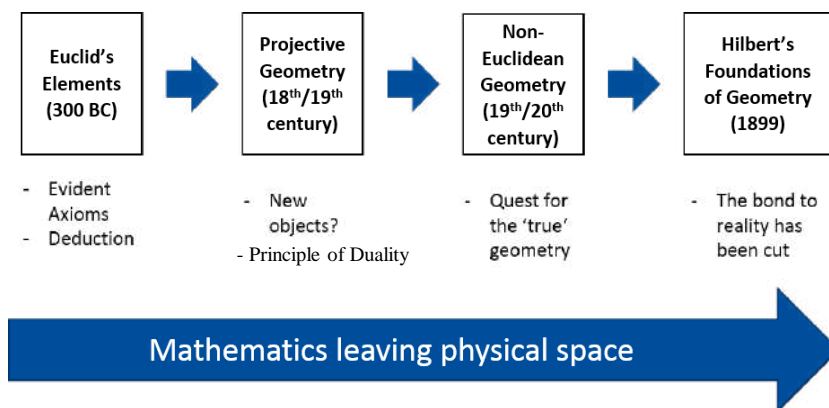 Euclid's
Elements
(300 BC)
Projective
Geometry
(18th/19th
century)
Non-
Euclidean
Geometry
(19th/20th
century)
Hilbert's
Foundations
of Geometry
(1899)
- Evident
Axioms
- Deduction
- New
objects?
- Principle of Duality
- Quest for
the 'true'
geometry
- The bond to
reality has
been cut
Mathematics leaving physical space